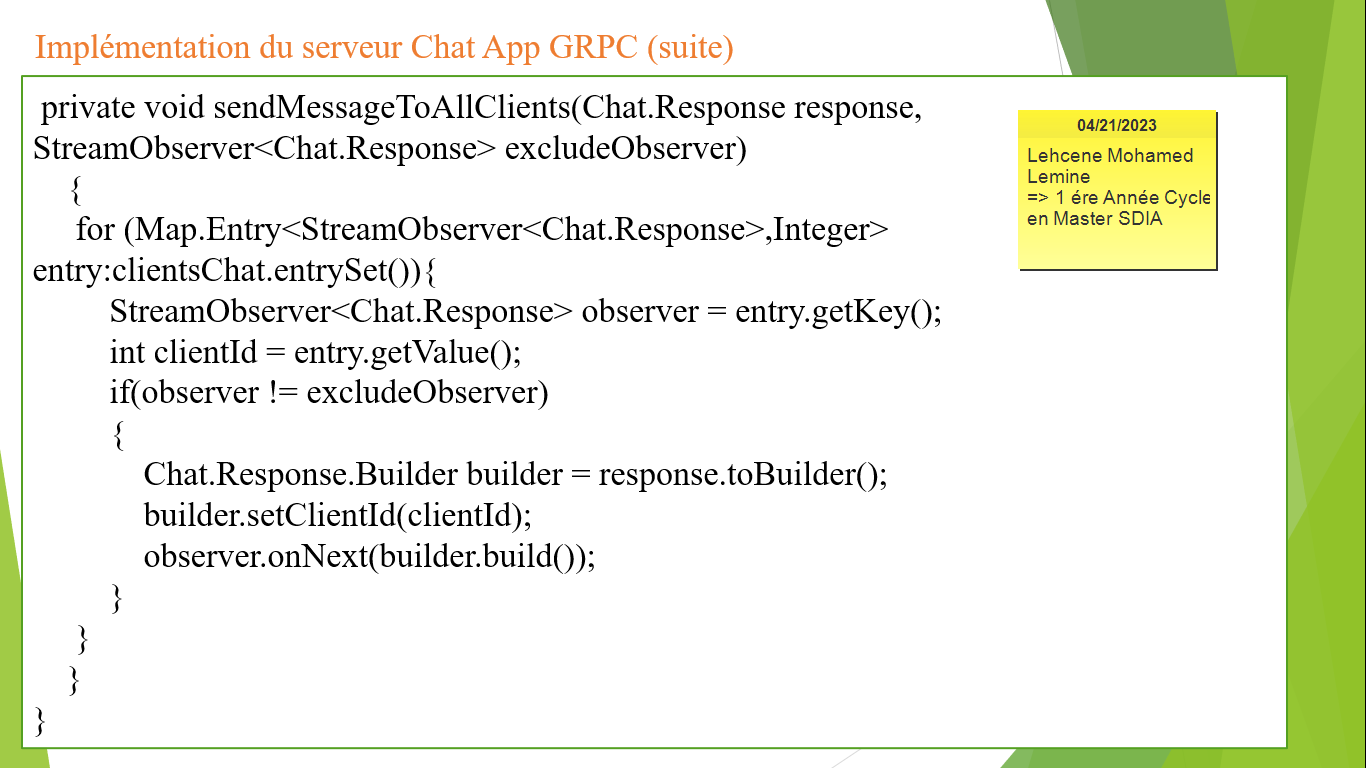 Implémentation du serveur Chat App GRPC (suite)
private void sendMessageToAllClients(Chat.Response response,
StreamObserver<Chat.Response> excludeObserver)
{
for (Map.Entry<StreamObserver<Chat.Response>,Integer>
entry:clientsChat.entrySet()){
StreamObserver<Chat.Response> observer = entry.getKey();
int clientId = entry.getValue();
if(observer != excludeObserver)
{
Chat.Response.Builder builder = response.toBuilder();
builder.setClientId(clientId);
observer.onNext(builder.build());
}
}
}
}
04/21/2023
Lehcene Mohamed
Lemine
=> 1 ére Année Cycle
en Master SDIA